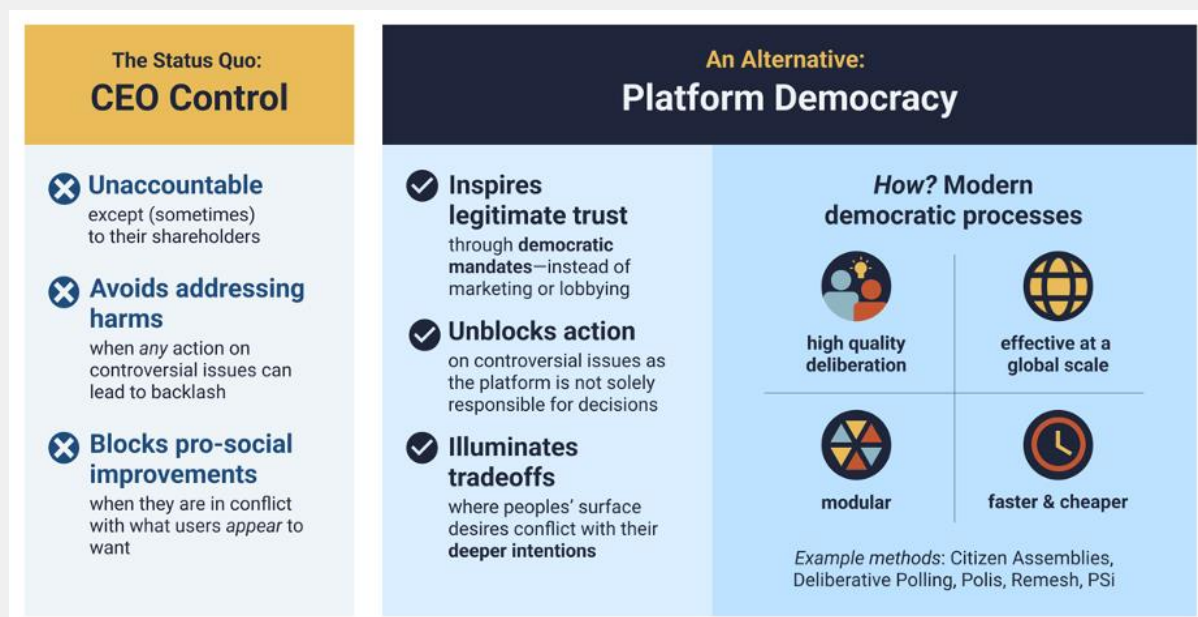 The Status Quo:
CEO Control
Unaccountable
except (sometimes)
to their shareholders
Avoids addressing
harms
when any action on
controversial issues can
lead to backlash
Blocks pro-social
improvements
when they are in conflict
with what users appear to
want
An Alternative:
Platform Democracy
Inspires
legitimate trust
through democratic
mandates—instead of
marketing or lobbying
Unblocks action
on controversial issues as
the platform is not solely
responsible for decisions
Illuminates
tradeoffs
where peoples’ surface
desires conflict with their
deeper intentions
How? Modern
democratic processes
high quality
deliberation
effective at a
global scale
modular
faster & cheaper
Example methods: Citizen Assemblies,
Deliberative Polling, Polis, Remesh, PSi